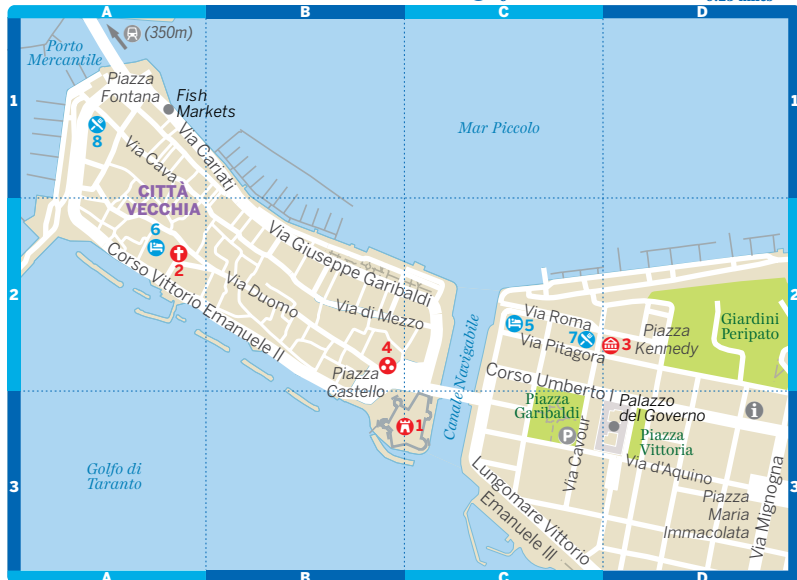 A
B
C
D
(350m)
Porto
Mercantile
Piazza
Fontana
Fish
Markets
1
1
Mar Piccolo
8
Via Cava
Via Cariati
CITTÀ
VECCHIA
6
2
Via Giuseppe Garibaldi
Corso Vittorio Emanuele II
Via Duomo
Via di Mezzo
2
2
Via Roma
5
7
3
Via Pitagora
Piazza
Kennedy
Giardini
Peripato
4
Piazza
Castello
Canale Navigabile
Corso Umberto I
Piazza
Garibaldi
Palazzo
del Governo
i
1
P
Piazza
Vittoria
Via Cavour
Via d'Aquino
Golfo di
Taranto
3
3
Lungomare Vittorio
Emanuele III
Piazza
Maria
Immacolata
Via Mignogna
A
B
C
D